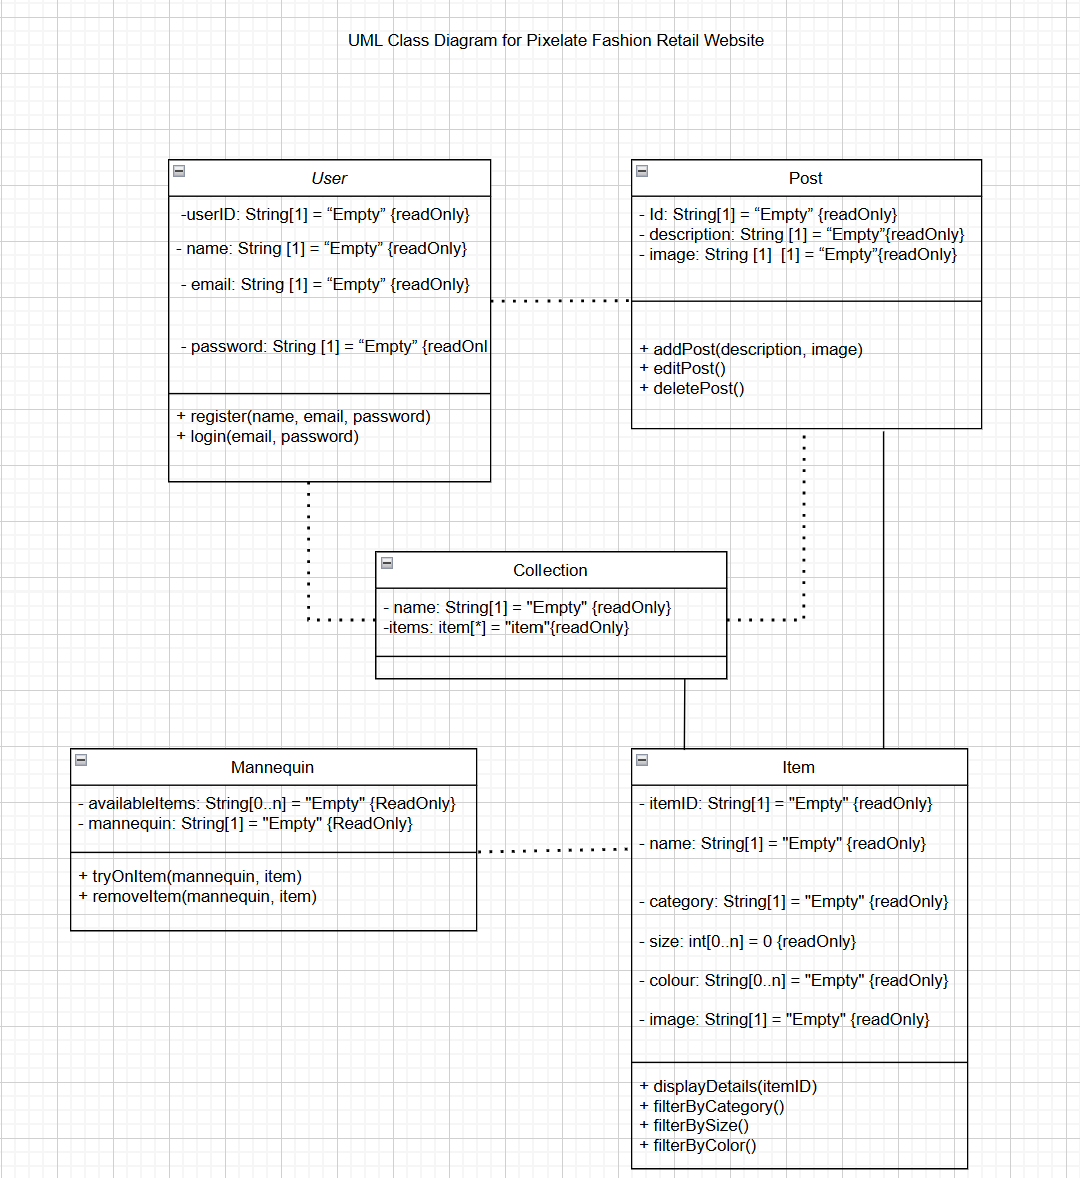 UML Class Diagram for Pixelate Fashion Retail Website
User
-userID: String[1] = “Empty” {readOnly}
- name: String [1] = “Empty” {readOnly}
- email: String [1] = “Empty” {readOnly}
- password: String [1] = “Empty” {readOnl
+ register(name, email, password)
+ login(email, password)
Post
- Id: String[1] = “Empty” {readOnly}
- description: String [1] = “Empty”{readOnly}
- image: String [1]  [1] = “Empty”{readOnly}
+ addPost(description, image)
+ editPost()
+ deletePost()
Collection
- name: String[1] = "Empty" {readOnly}
-items: item[*] = "item"{readOnly}
Mannequin
- availableItems: String[0..n] = "Empty" {ReadOnly}
- mannequin: String[1] = "Empty" {ReadOnly}
+ tryOnItem(mannequin, item)
+ removeItem(mannequin, item)
Item
- itemID: String[1] = "Empty" {readOnly}
- name: String[1] = "Empty" {readOnly}
- category: String[1] = "Empty" {readOnly}
- size: int[0..n] = 0 {readOnly}
- colour: String[0..n] = "Empty" {readOnly}
- image: String[1] = "Empty" {readOnly}
+ displayDetails(itemID)
+ filterByCategory()
+ filterBySize()
+ filterByColor()